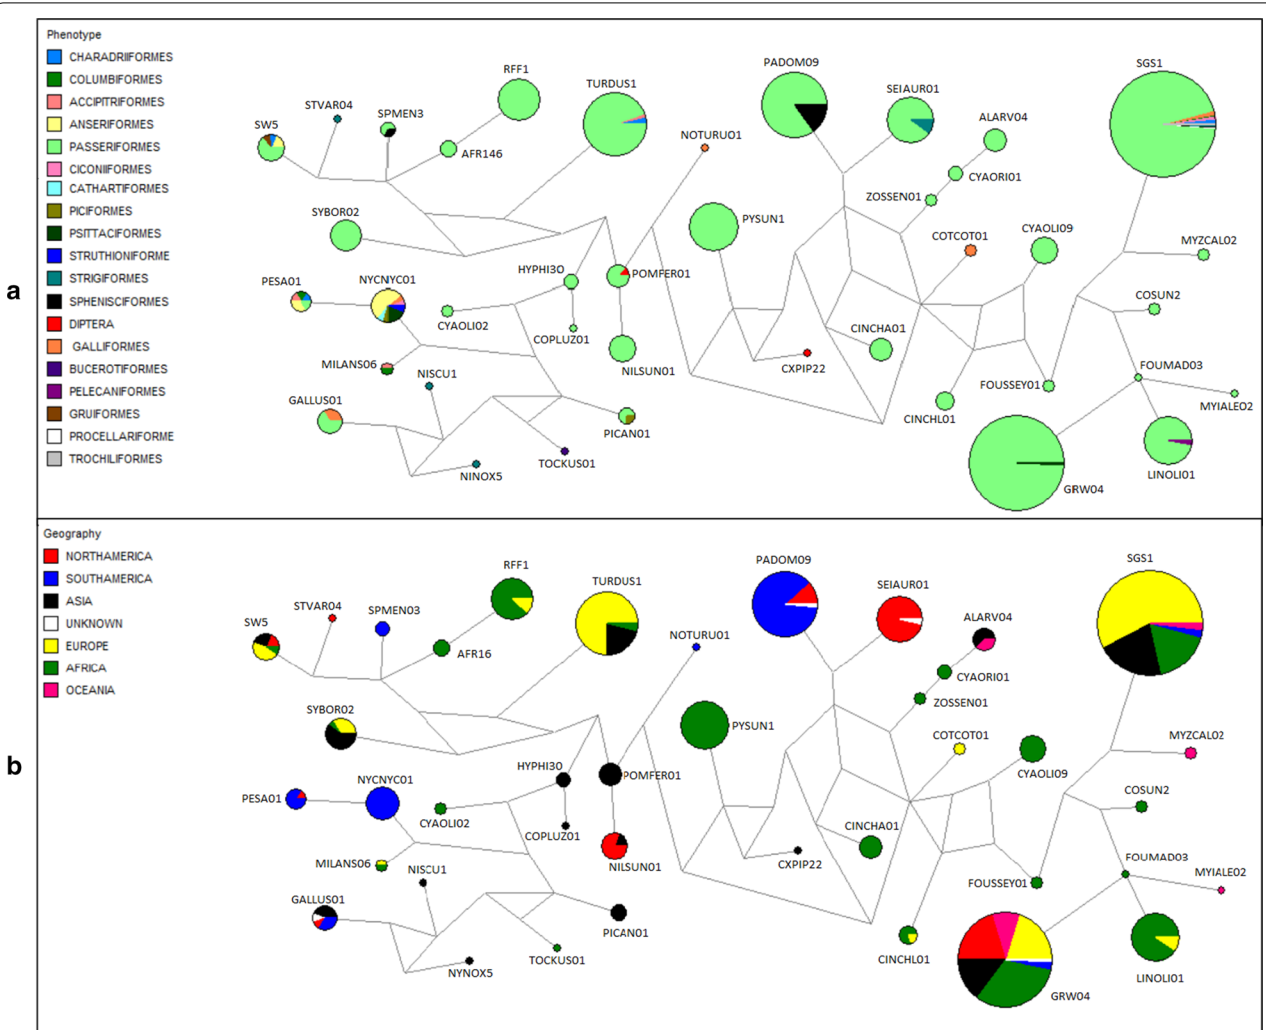 a
Phenotype
CHARADRIIFORMES
COLUMBIFORMES
ACCIPITRIFORMES
ANSERIFORMES
PASSERIFORMES
CICONIIFORMES
CATHARTIFORMES
PICIFORMES
PSITTACIFORMES
STRUTHIONIFORME
STRIGIFORMES
SPHENISCIFORMES
DIPTERA
GALLIFORMES
BUCEROTIFORMES
PELECANIFORMES
GRUIFORMES
PROCELLARIFORME
TROCHILIFORMES
SW5
STVAR04
SPMEN3
RFF1
AFR146
TURDUS1
NOTURU01
PADOM09
SEIAUR01
ALARV04
CYAORI01
ZOSSEN01
SGS1
SYBOR02
PYSUN1
COTCOT01
CYAOLI09
MYZCAL02
PESA01
NYCNYC01
HYPHI30
POMFER01
CYAOLI02
COPLUZ01
NILSUN01
CINCHA01
CXPIP22
COSUN2
FOUMAD03
MYIALE02
FOUSSEY01
CINCHL01
MILANS06
NISCU1
GALLUS01
PICAN01
TOCKUS01
NINOX5
GRW04
LINOLI01
b
Geography
NORTHAMERICA
SOUTHAMERICA
ASIA
UNKNOWN
EUROPE
AFRICA
OCEANIA
SW5
STVAR04
SPMEN03
RFF1
AFR16
TURDUS1
NOTURU01
PADOM09
SEIAUR01
ALARV04
CYAORI01
ZOSSEN01
SGS1
SYBOR02
PYSUN1
COTCOT01
CYAOLI09
MYZCAL02
PESA01
NYCNYC01
HYPHI30
POMFER01
CYAOLI02
COPLUZ01
NILSUN01
CINCHA01
CXPIP22
COSUN2
FOUMAD03
MYIALE02
FOUSSEY01
CINCHL01
MILANS06
NISCU1
GALLUS01
PICAN01
TOCKUS01
NYNOX5
GRW04
LINOLI01